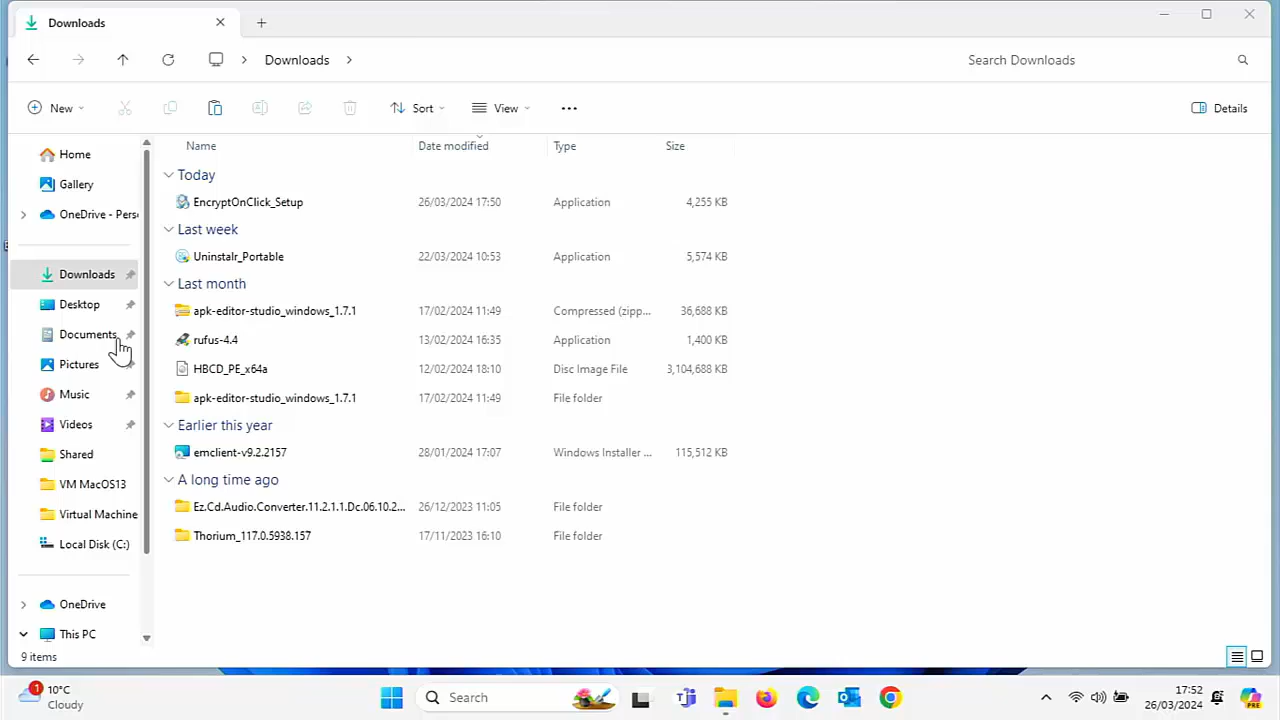 Downloads
Downloads
Search Downloads
New
Sort
View
Details
Home
Gallery
OneDrive - Pers
Downloads
Desktop
Documents
Pictures
Music
Videos
Shared
VM MacOS13
Virtual Machine
Local Disk (C:)
OneDrive
This PC
Name Date modified Type Size
Today
EncryptOnClick_Setup 26/03/2024 17:50 Application 4,255 KB
Last week
Uninstalr_Portable 22/03/2024 10:53 Application 5,574 KB
Last month
apk-editor-studio_windows_1.7.1 17/02/2024 11:49 Compressed (zipp... 36,688 KB
rufus-4.4 13/02/2024 16:35 Application 1,400 KB
HBCD_PE_x64a 12/02/2024 18:10 Disc Image File 3,104,688 KB
apk-editor-studio_windows_1.7.1 17/02/2024 11:49 File folder
Earlier this year
emclient-v9.2.2157 28/01/2024 17:07 Windows Installer ... 115,512 KB
A long time ago
Ez.Cd.Audio.Converter.11.2.1.1.Dc.06.10.2... 26/12/2023 11:05 File folder
Thorium_117.0.5938.157 17/11/2023 16:10 File folder
9 items
1
10°C
Cloudy
Search
17:52
26/03/2024
PRE